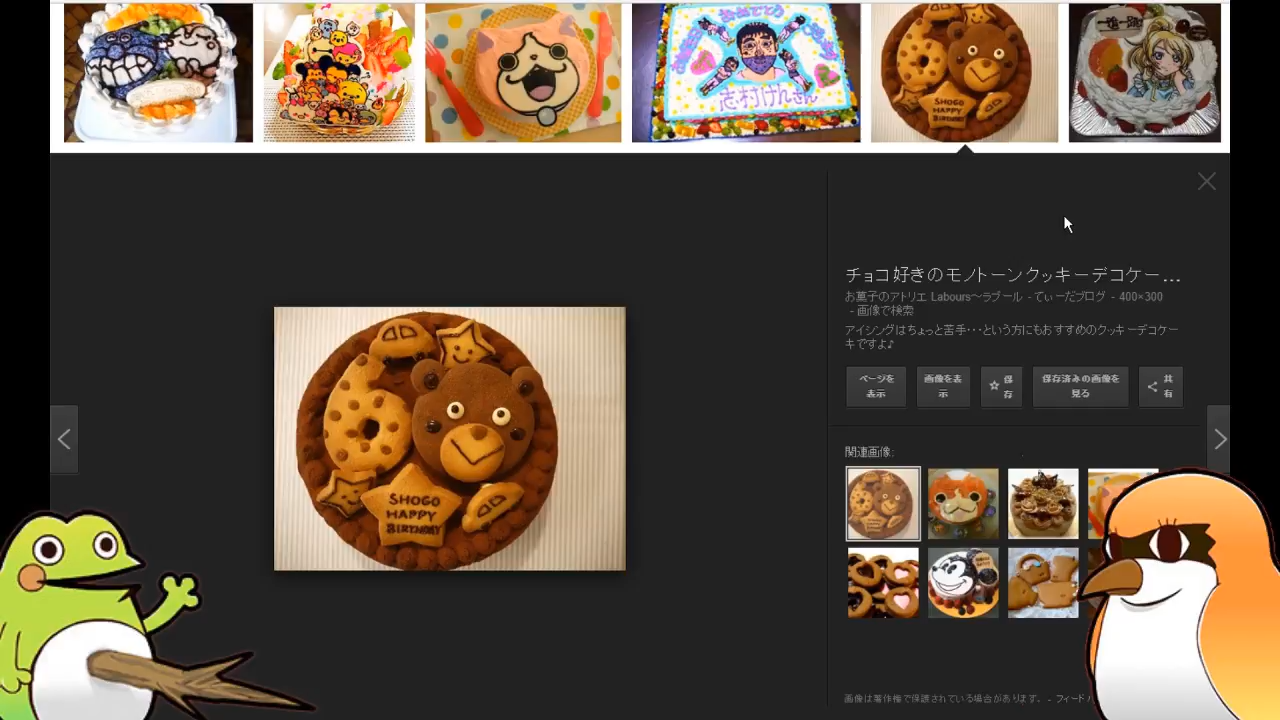 おめでとう
志村けんさん
SHOGO
HAPPY
BIRTHDAY
チョコ好きのモノトーンクッキーデコケー...
お菓子のアトリエ Labours～ラブール - てぃーだブログ - 400×300
- 画像で検索
アイシングはちょっと苦手･･･という方にもおすすめのクッキーデコケー
キですよ♪
ページを
表示
画像を表
示
保
存
保存済みの画像を
見る
共
有
関連画像:
SHOGO
HAPPY
BIRTHDAY
画像は著作権で保護されている場合があります。 - フィードバ